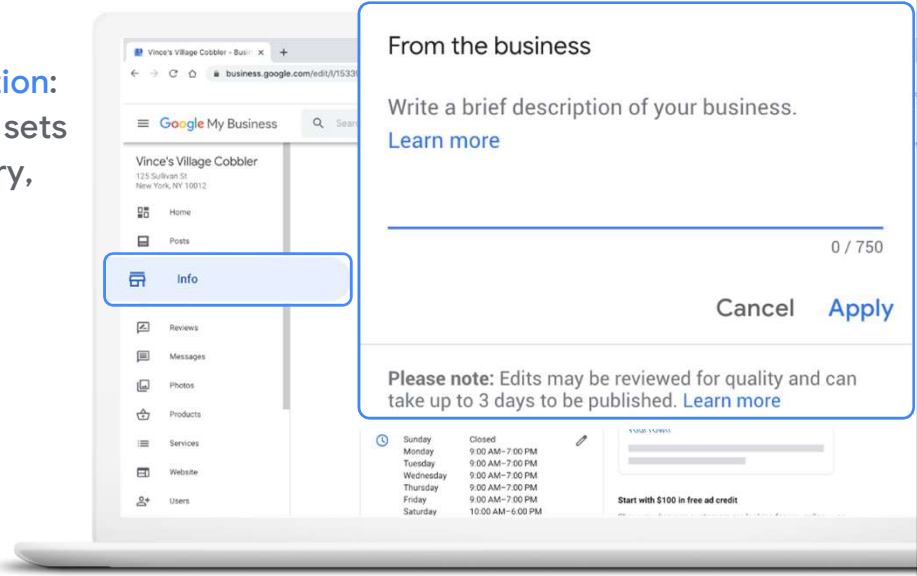 tion:
sets
ry,
Vince's Village Cobbler - Busi
business.google.com/edit/l/1533
Google My Business
Sear
Vince's Village Cobbler
125 Sullivan St
New York, NY 10012
Home
Posts
Info
Reviews
Messages
Photos
Products
Services
Website
Users
From the business
Write a brief description of your business.
Learn more
0 / 750
Cancel Apply
Please note: Edits may be reviewed for quality and can
take up to 3 days to be published. Learn more
Sunday Closed
Monday 9:00 AM–7:00 PM
Tuesday 9:00 AM–7:00 PM
Wednesday 9:00 AM–7:00 PM
Thursday 9:00 AM–7:00 PM
Friday 9:00 AM–7:00 PM
Saturday 10:00 AM–6:00 PM
Start with $100 in free ad credit